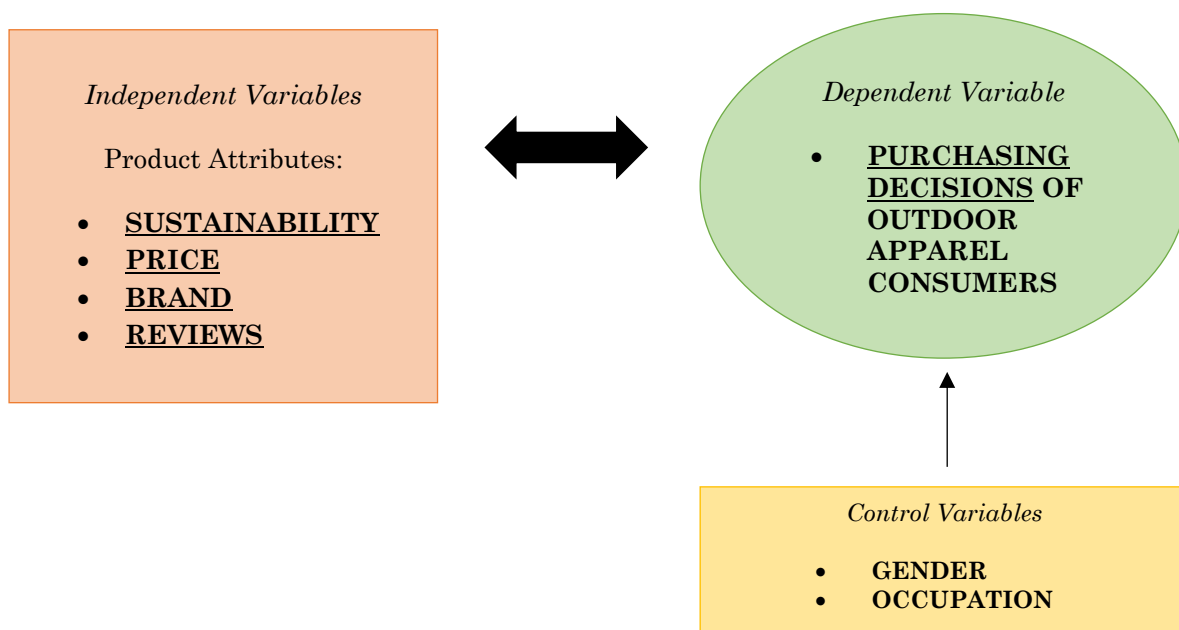 Independent Variables
Product Attributes:
• SUSTAINABILITY
• PRICE
• BRAND
• REVIEWS
Dependent Variable
• PURCHASING
DECISIONS OF
OUTDOOR
APPAREL
CONSUMERS
Control Variables
• GENDER
• OCCUPATION